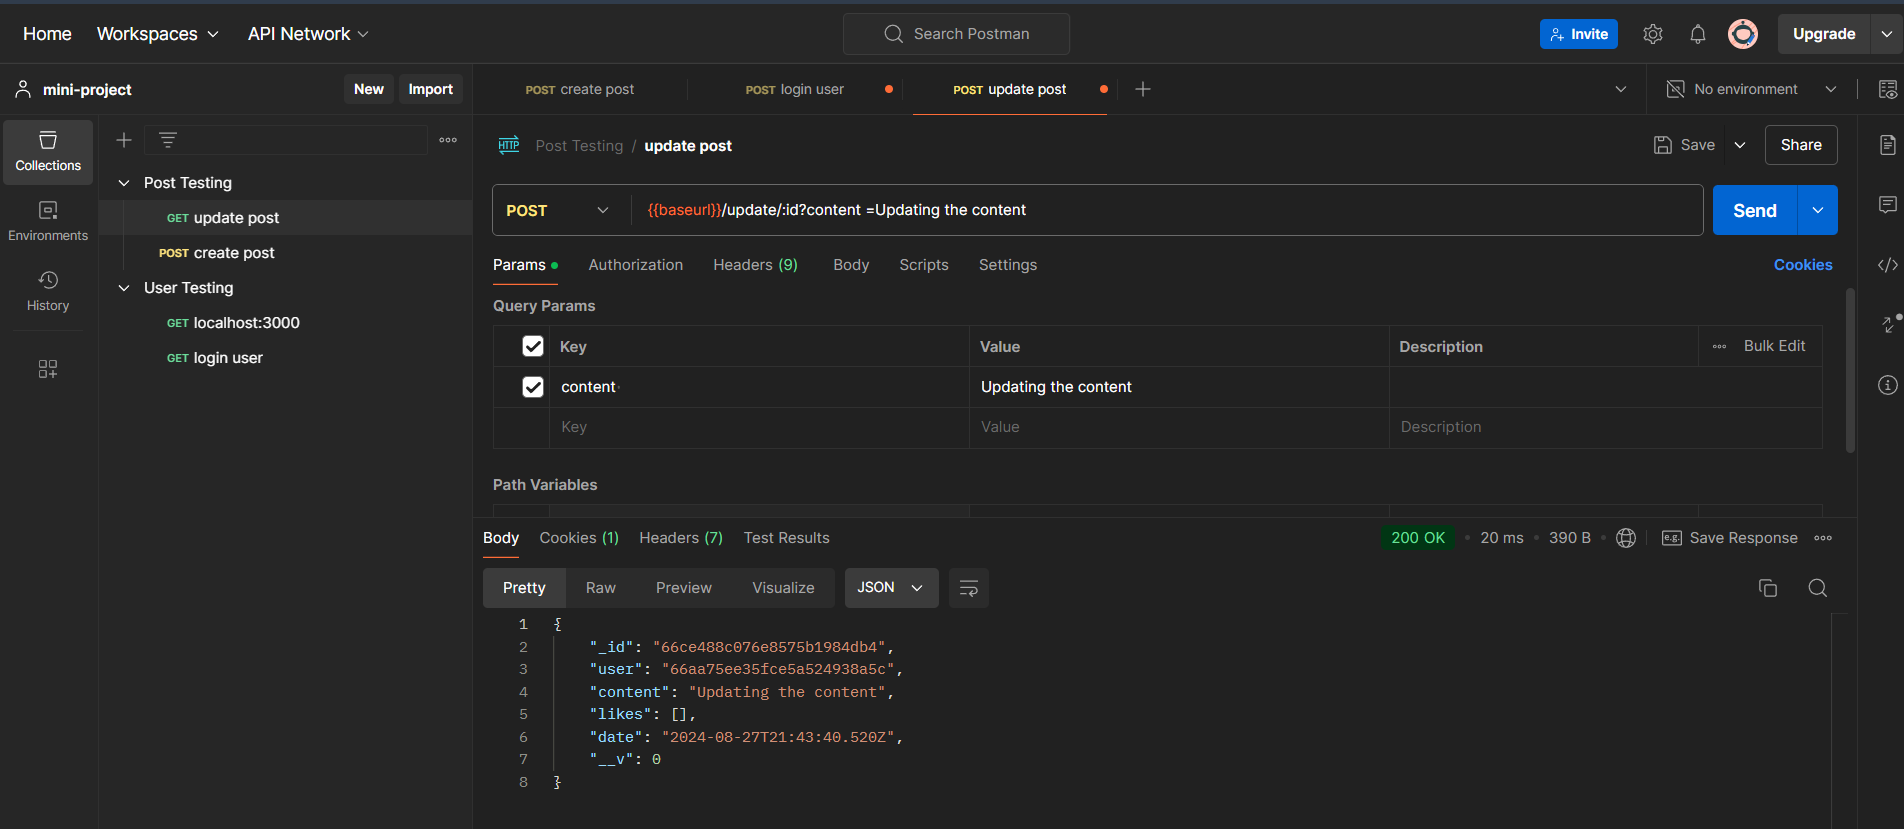 Home Workspaces API Network Search Postman Invite Upgrade
mini-project New Import POST create post POST login user POST update post No environment
Collections
Environments
History
Post Testing
GET update post
POST create post
User Testing
GET localhost:3000
GET login user
HTTP Post Testing / update post Save Share
POST {{baseurl}}/update/:id?content =Updating the content Send
Params Authorization Headers (9) Body Scripts Settings Cookies
Query Params
Key Value Description Bulk Edit
content Updating the content
Key Value Description
Path Variables
Body Cookies (1) Headers (7) Test Results 200 OK 20 ms 390 B e.g. Save Response
Pretty Raw Preview Visualize JSON
1 {
2 "_id": "66ce488c076e8575b1984db4",
3 "user": "66aa75ee35fce5a524938a5c",
4 "content": "Updating the content",
5 "likes": [],
6 "date": "2024-08-27T21:43:40.520Z",
7 "__v": 0
8 }